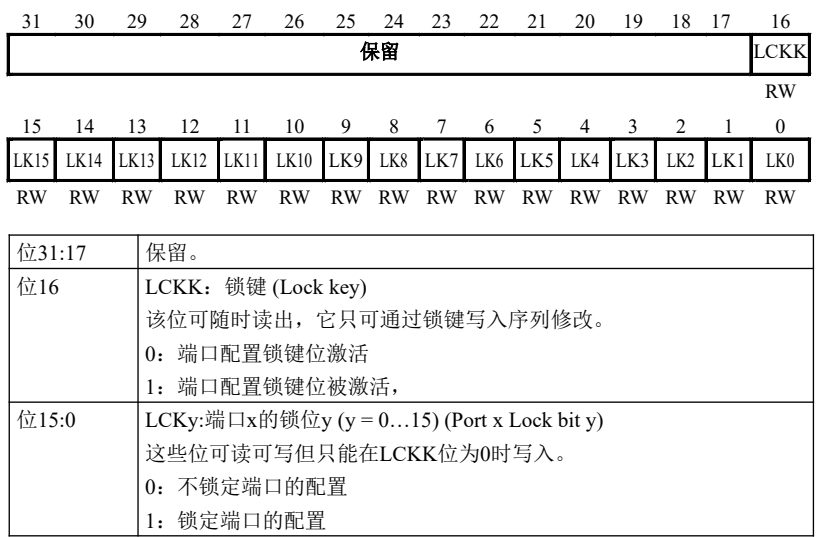 31 30 29 28 27 26 25 24 23 22 21 20 19 18 17 16
保留 LCKK
RW
15 14 13 12 11 10 9 8 7 6 5 4 3 2 1 0
LK15 LK14 LK13 LK12 LK11 LK10 LK9 LK8 LK7 LK6 LK5 LK4 LK3 LK2 LK1 LK0
RW RW RW RW RW RW RW RW RW RW RW RW RW RW RW RW
位31:17 保留。
位16 LCKK：锁键 (Lock key)
该位可随时读出，它只可通过锁键写入序列修改。
0：端口配置锁键位激活
1：端口配置锁键位被激活，
位15:0 LCKy:端口x的锁位y (y = 0…15) (Port x Lock bit y)
这些位可读可写但只能在LCKK位为0时写入。
0：不锁定端口的配置
1：锁定端口的配置